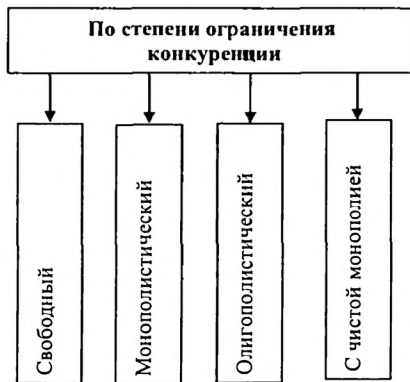 По степени ограничения
конкуренции
Свободный
Монополистический
Олигополистический
С чистой монополией